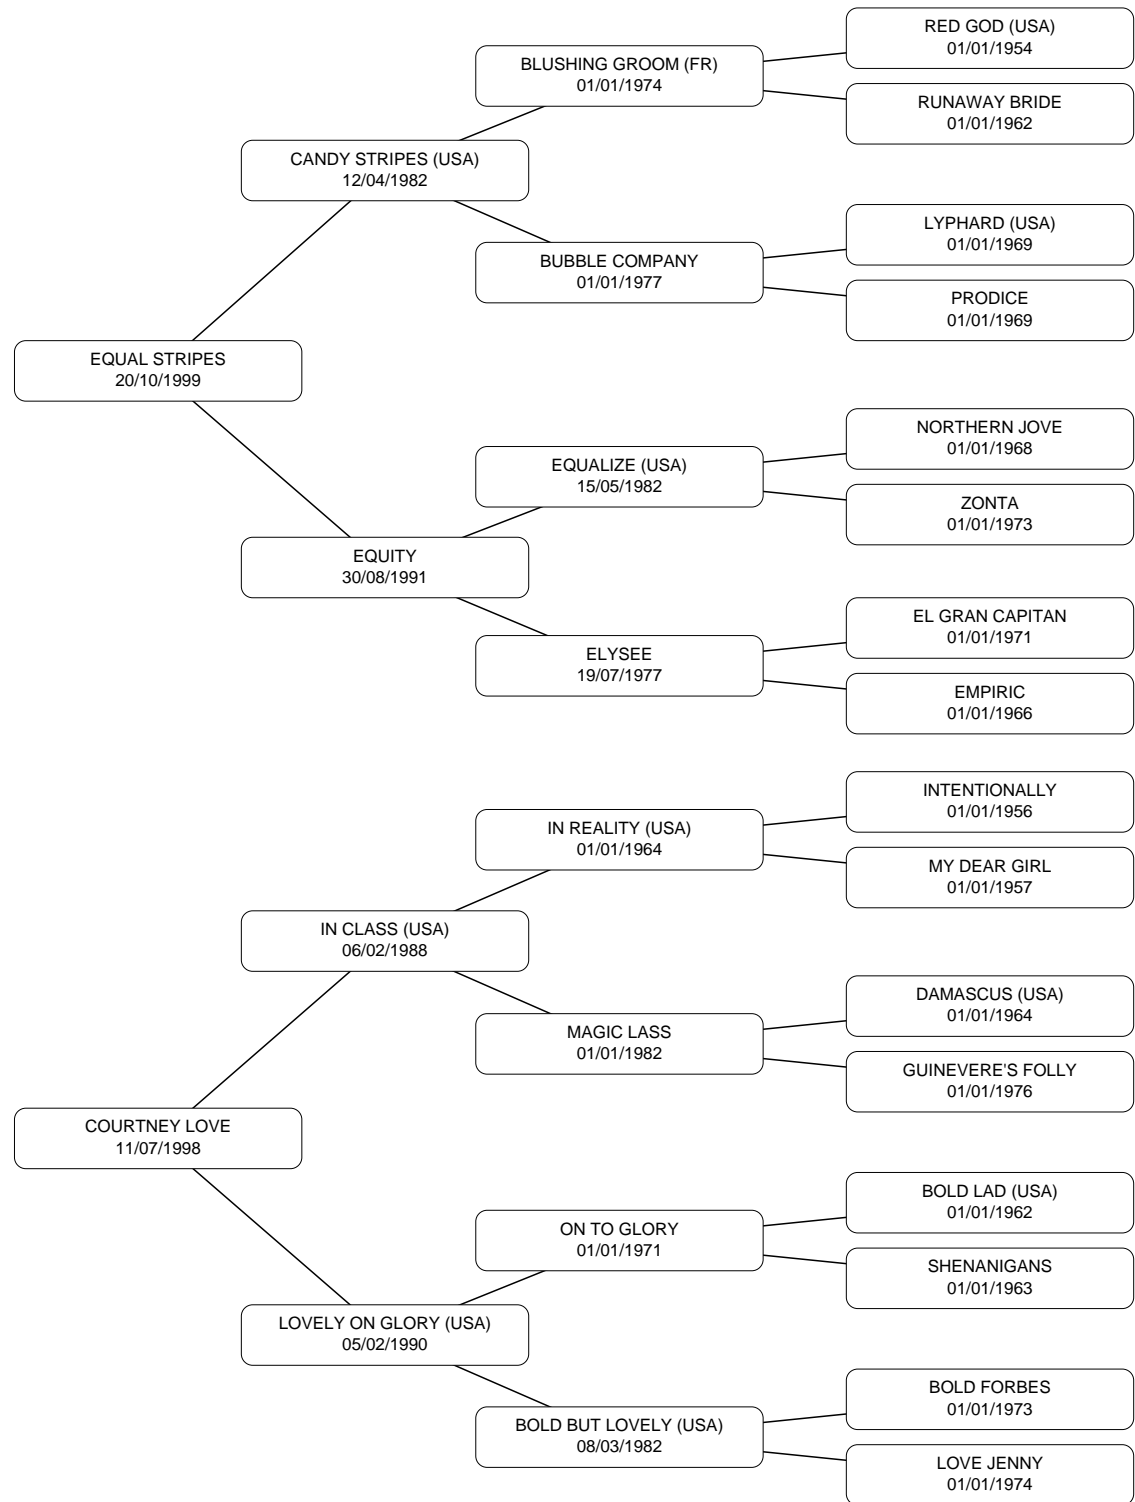 RED GOD (USA)
01/01/1954
BLUSHING GROOM (FR)
01/01/1974
RUNAWAY BRIDE
01/01/1962
CANDY STRIPES (USA)
12/04/1982
LYPHARD (USA)
01/01/1969
BUBBLE COMPANY
01/01/1977
PRODICE
01/01/1969
EQUAL STRIPES
20/10/1999
NORTHERN JOVE
01/01/1968
EQUALIZE (USA)
15/05/1982
ZONTA
01/01/1973
EQUITY
30/08/1991
EL GRAN CAPITAN
01/01/1971
ELYSEE
19/07/1977
EMPIRIC
01/01/1966
INTENTIONALLY
01/01/1956
IN REALITY (USA)
01/01/1964
MY DEAR GIRL
01/01/1957
IN CLASS (USA)
06/02/1988
DAMASCUS (USA)
01/01/1964
MAGIC LASS
01/01/1982
GUINEVERE'S FOLLY
01/01/1976
COURTNEY LOVE
11/07/1998
BOLD LAD (USA)
01/01/1962
ON TO GLORY
01/01/1971
SHENANIGANS
01/01/1963
LOVELY ON GLORY (USA)
05/02/1990
BOLD FORBES
01/01/1973
BOLD BUT LOVELY (USA)
08/03/1982
LOVE JENNY
01/01/1974